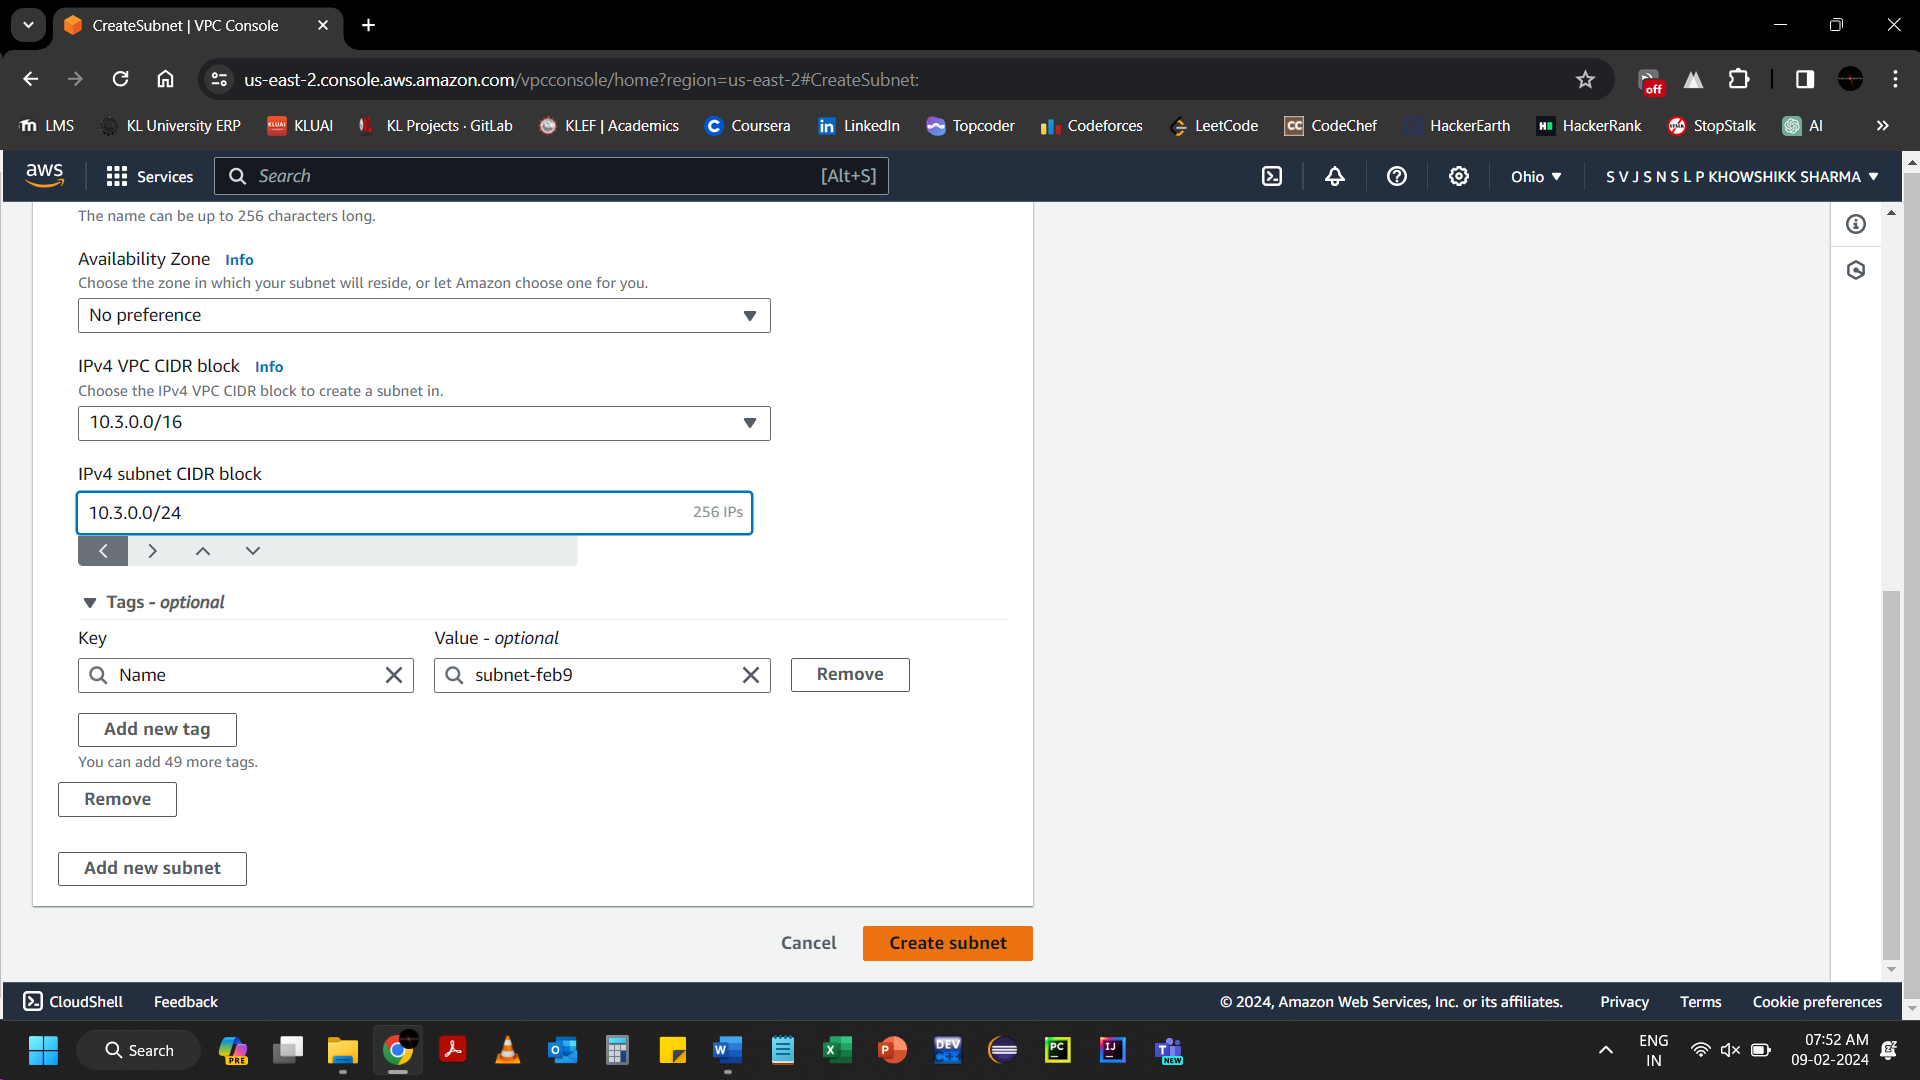 CreateSubnet | VPC Console
us-east-2.console.aws.amazon.com/vpcconsole/home?region=us-east-2#CreateSubnet:
off
LMS
KL University ERP
KLUAI
KL Projects · GitLab
KLEF | Academics
Coursera
LinkedIn
Topcoder
Codeforces
LeetCode
CodeChef
HackerEarth
HackerRank
StopStalk
AI
aws
Services
Search
[Alt+S]
Ohio
S V J S N S L P KHOWSHIKK SHARMA
The name can be up to 256 characters long.
Availability Zone Info
Choose the zone in which your subnet will reside, or let Amazon choose one for you.
No preference
IPv4 VPC CIDR block Info
Choose the IPv4 VPC CIDR block to create a subnet in.
10.3.0.0/16
IPv4 subnet CIDR block
10.3.0.0/24
256 IPs
Tags - optional
Key
Value - optional
Name
subnet-feb9
Remove
Add new tag
You can add 49 more tags.
Remove
Add new subnet
Cancel
Create subnet
CloudShell
Feedback
© 2024, Amazon Web Services, Inc. or its affiliates.
Privacy
Terms
Cookie preferences
Search
PRE
DEV
PC
IJ
NEW
ENG
IN
07:52 AM
09-02-2024